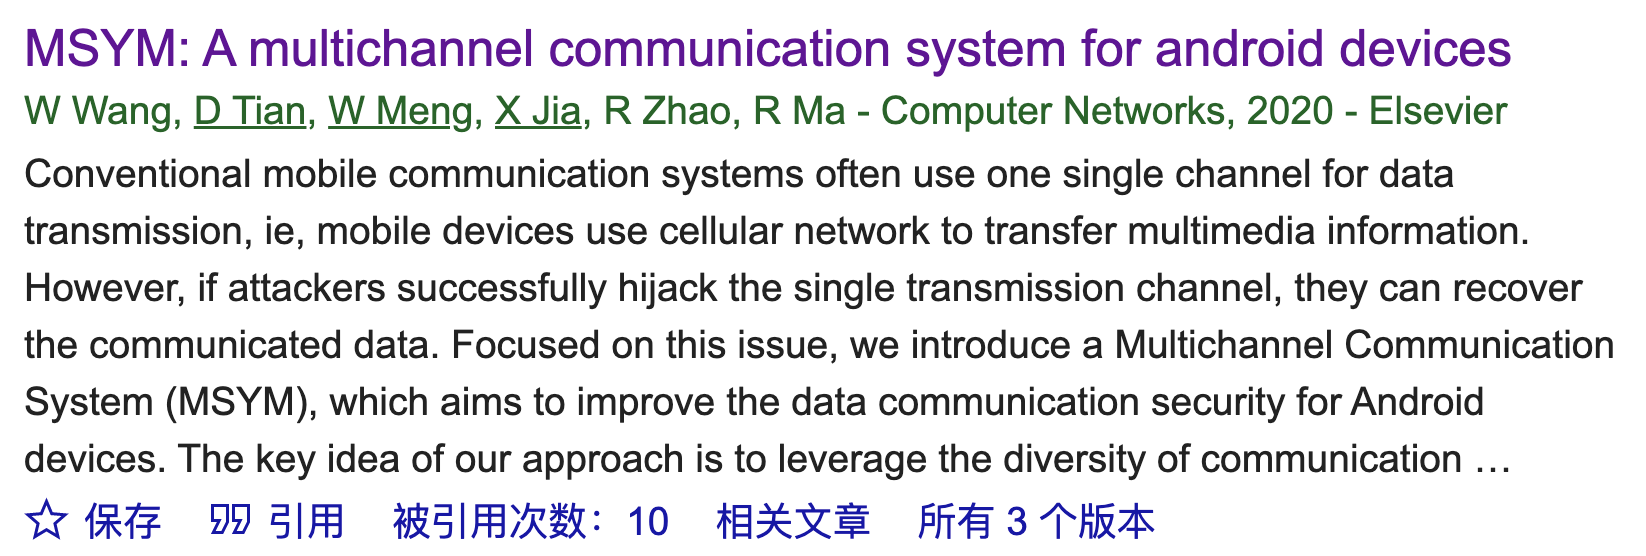 MSYM: A multichannel communication system for android devices
W Wang, D Tian, W Meng, X Jia, R Zhao, R Ma - Computer Networks, 2020 - Elsevier
Conventional mobile communication systems often use one single channel for data
transmission, ie, mobile devices use cellular network to transfer multimedia information.
However, if attackers successfully hijack the single transmission channel, they can recover
the communicated data. Focused on this issue, we introduce a Multichannel Communication
System (MSYM), which aims to improve the data communication security for Android
devices. The key idea of our approach is to leverage the diversity of communication …
保存 引用 被引用次数：10 相关文章 所有 3 个版本